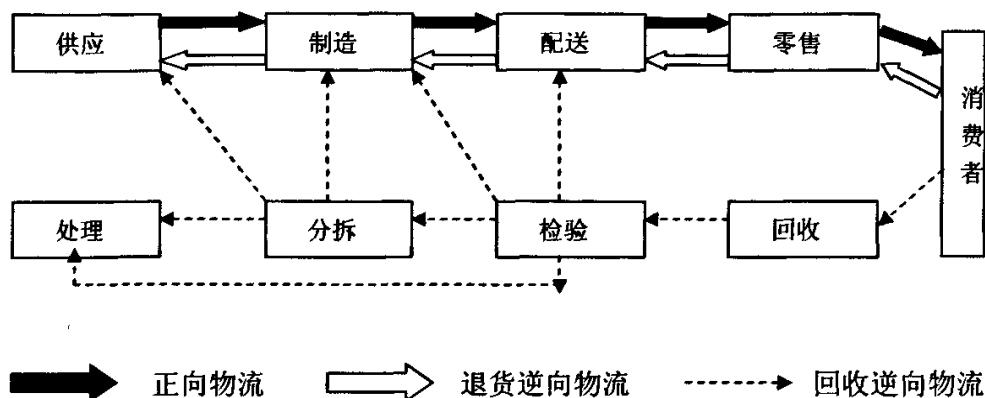 供应
制造
配送
零售
消费者
处理
分拆
检验
回收
正向物流
退货逆向物流
回收逆向物流